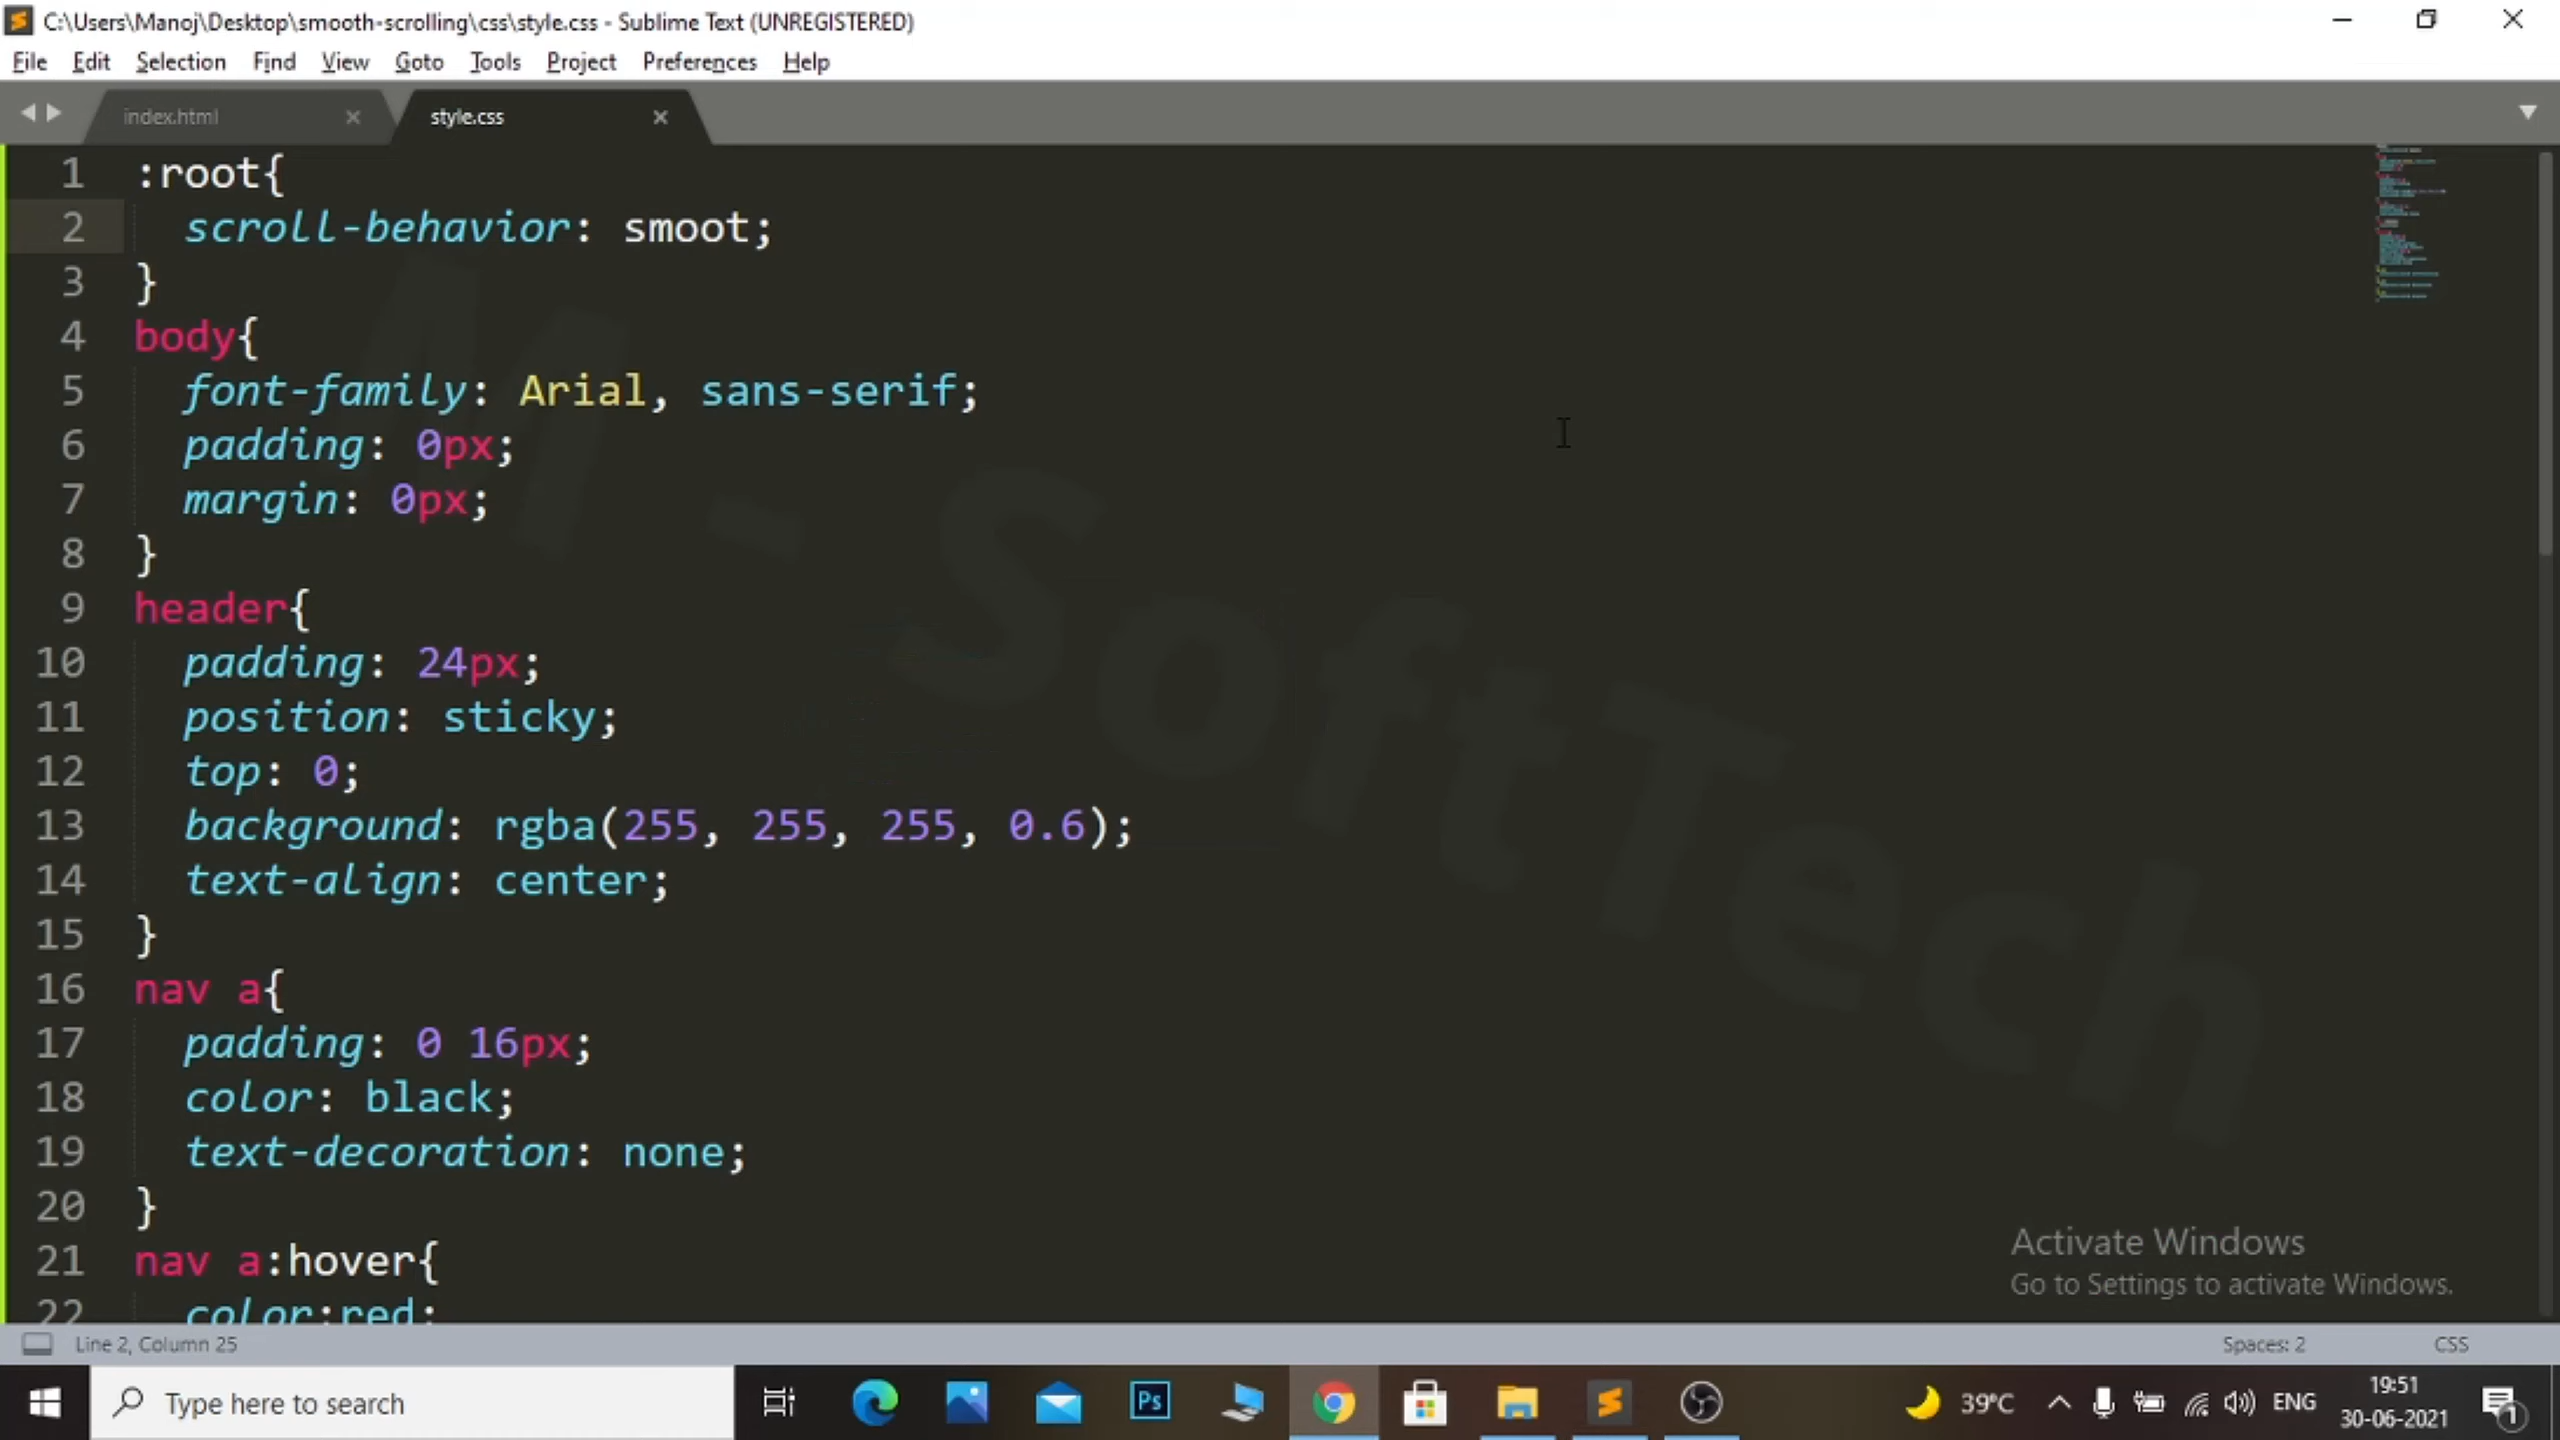 C:\Users\Manoj\Desktop\smooth-scrolling\css\style.css - Sublime Text (UNREGISTERED)
File Edit Selection Find View Goto Tools Project Preferences Help
index.html style.css
1 :root{
2 scroll-behavior: smoot;
3 }
4 body{
5 font-family: Arial, sans-serif;
6 padding: 0px;
7 margin: 0px;
8 }
9 header{
10 padding: 24px;
11 position: sticky;
12 top: 0;
13 background: rgba(255, 255, 255, 0.6);
14 text-align: center;
15 }
16 nav a{
17 padding: 0 16px;
18 color: black;
19 text-decoration: none;
20 }
21 nav a:hover{
22 color:red;
M - SoftTech
Activate Windows
Go to Settings to activate Windows.
Line 2, Column 25 Spaces: 2 CSS
Type here to search Ps 39°C ENG 19:51
30-06-2021 1